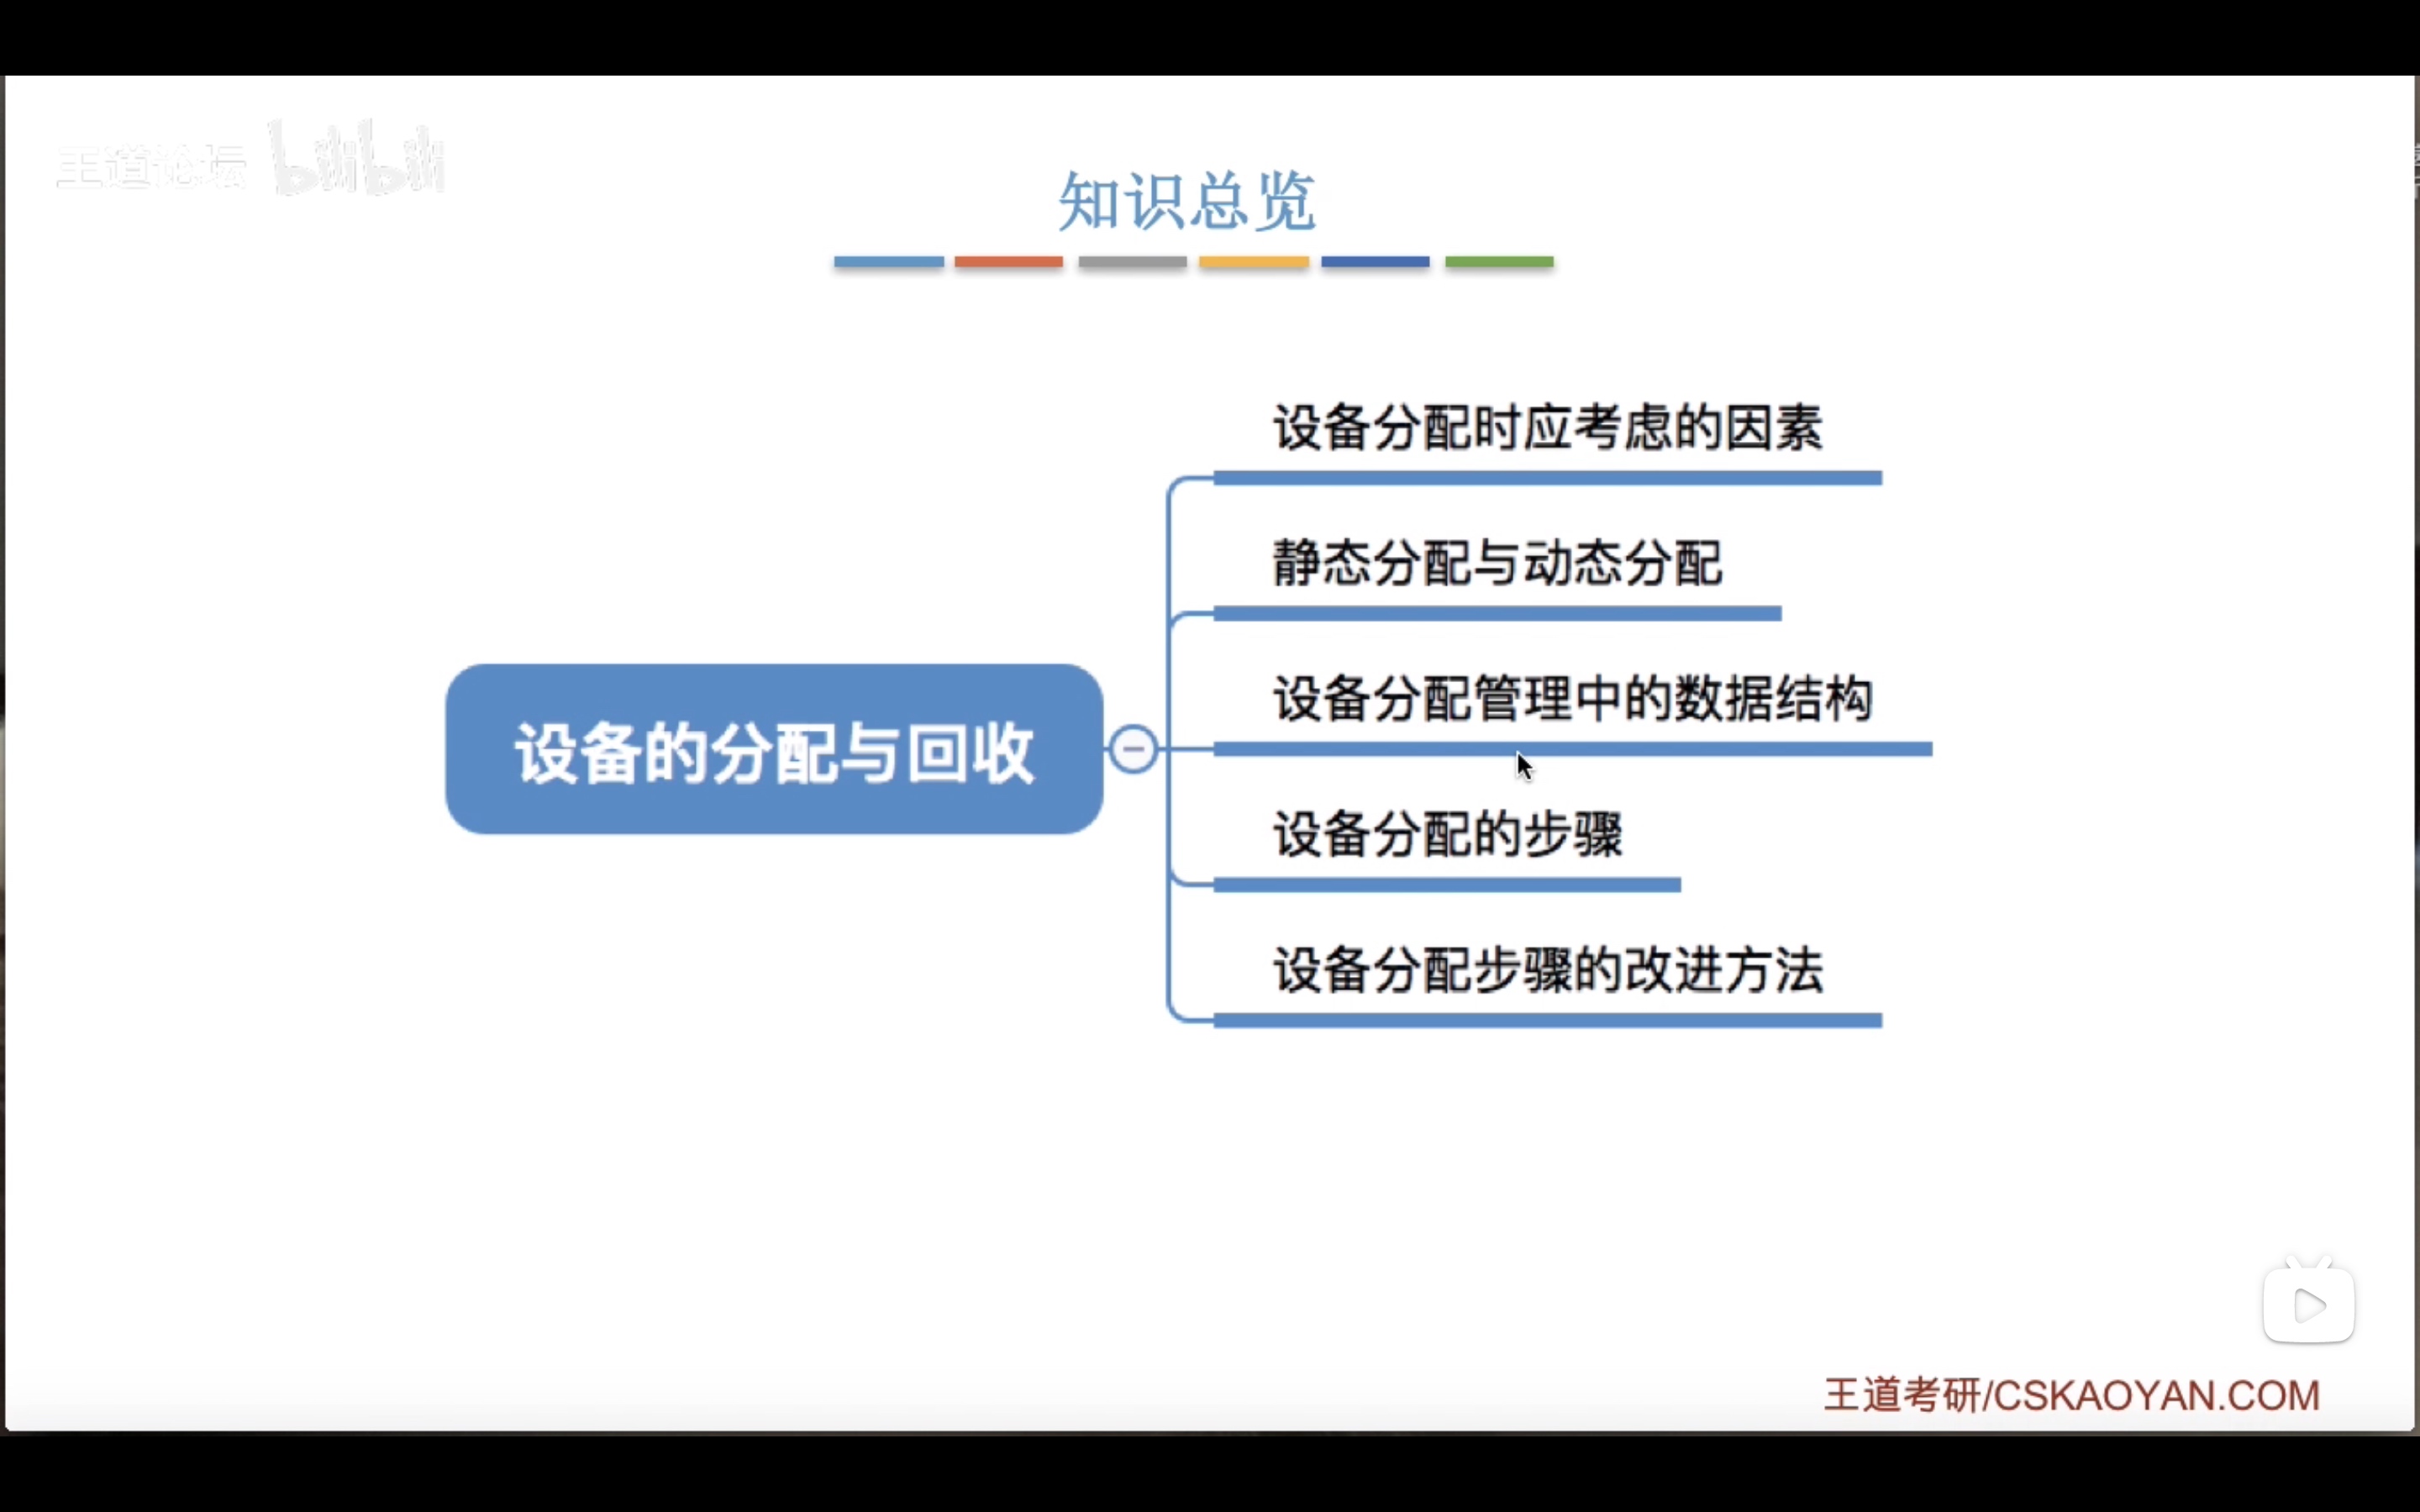 王道论坛 bilibili
知识总览
设备分配时应考虑的因素
静态分配与动态分配
设备分配管理中的数据结构
设备的分配与回收
设备分配的步骤
设备分配步骤的改进方法
王道考研/CSKAOYAN.COM